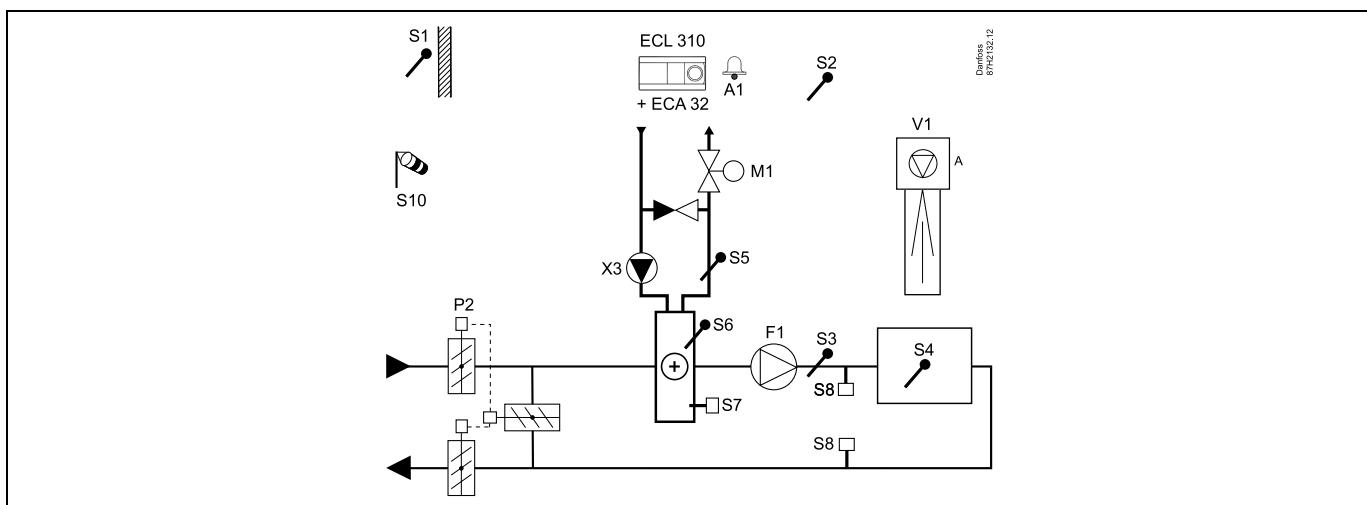 S1
ECL 310
A1
+ ECA 32
S2
Danfoss
87H2132.12
V1
A
S10
M1
X3
S5
P2
S6
F1
S3
S4
S8
S7
S8